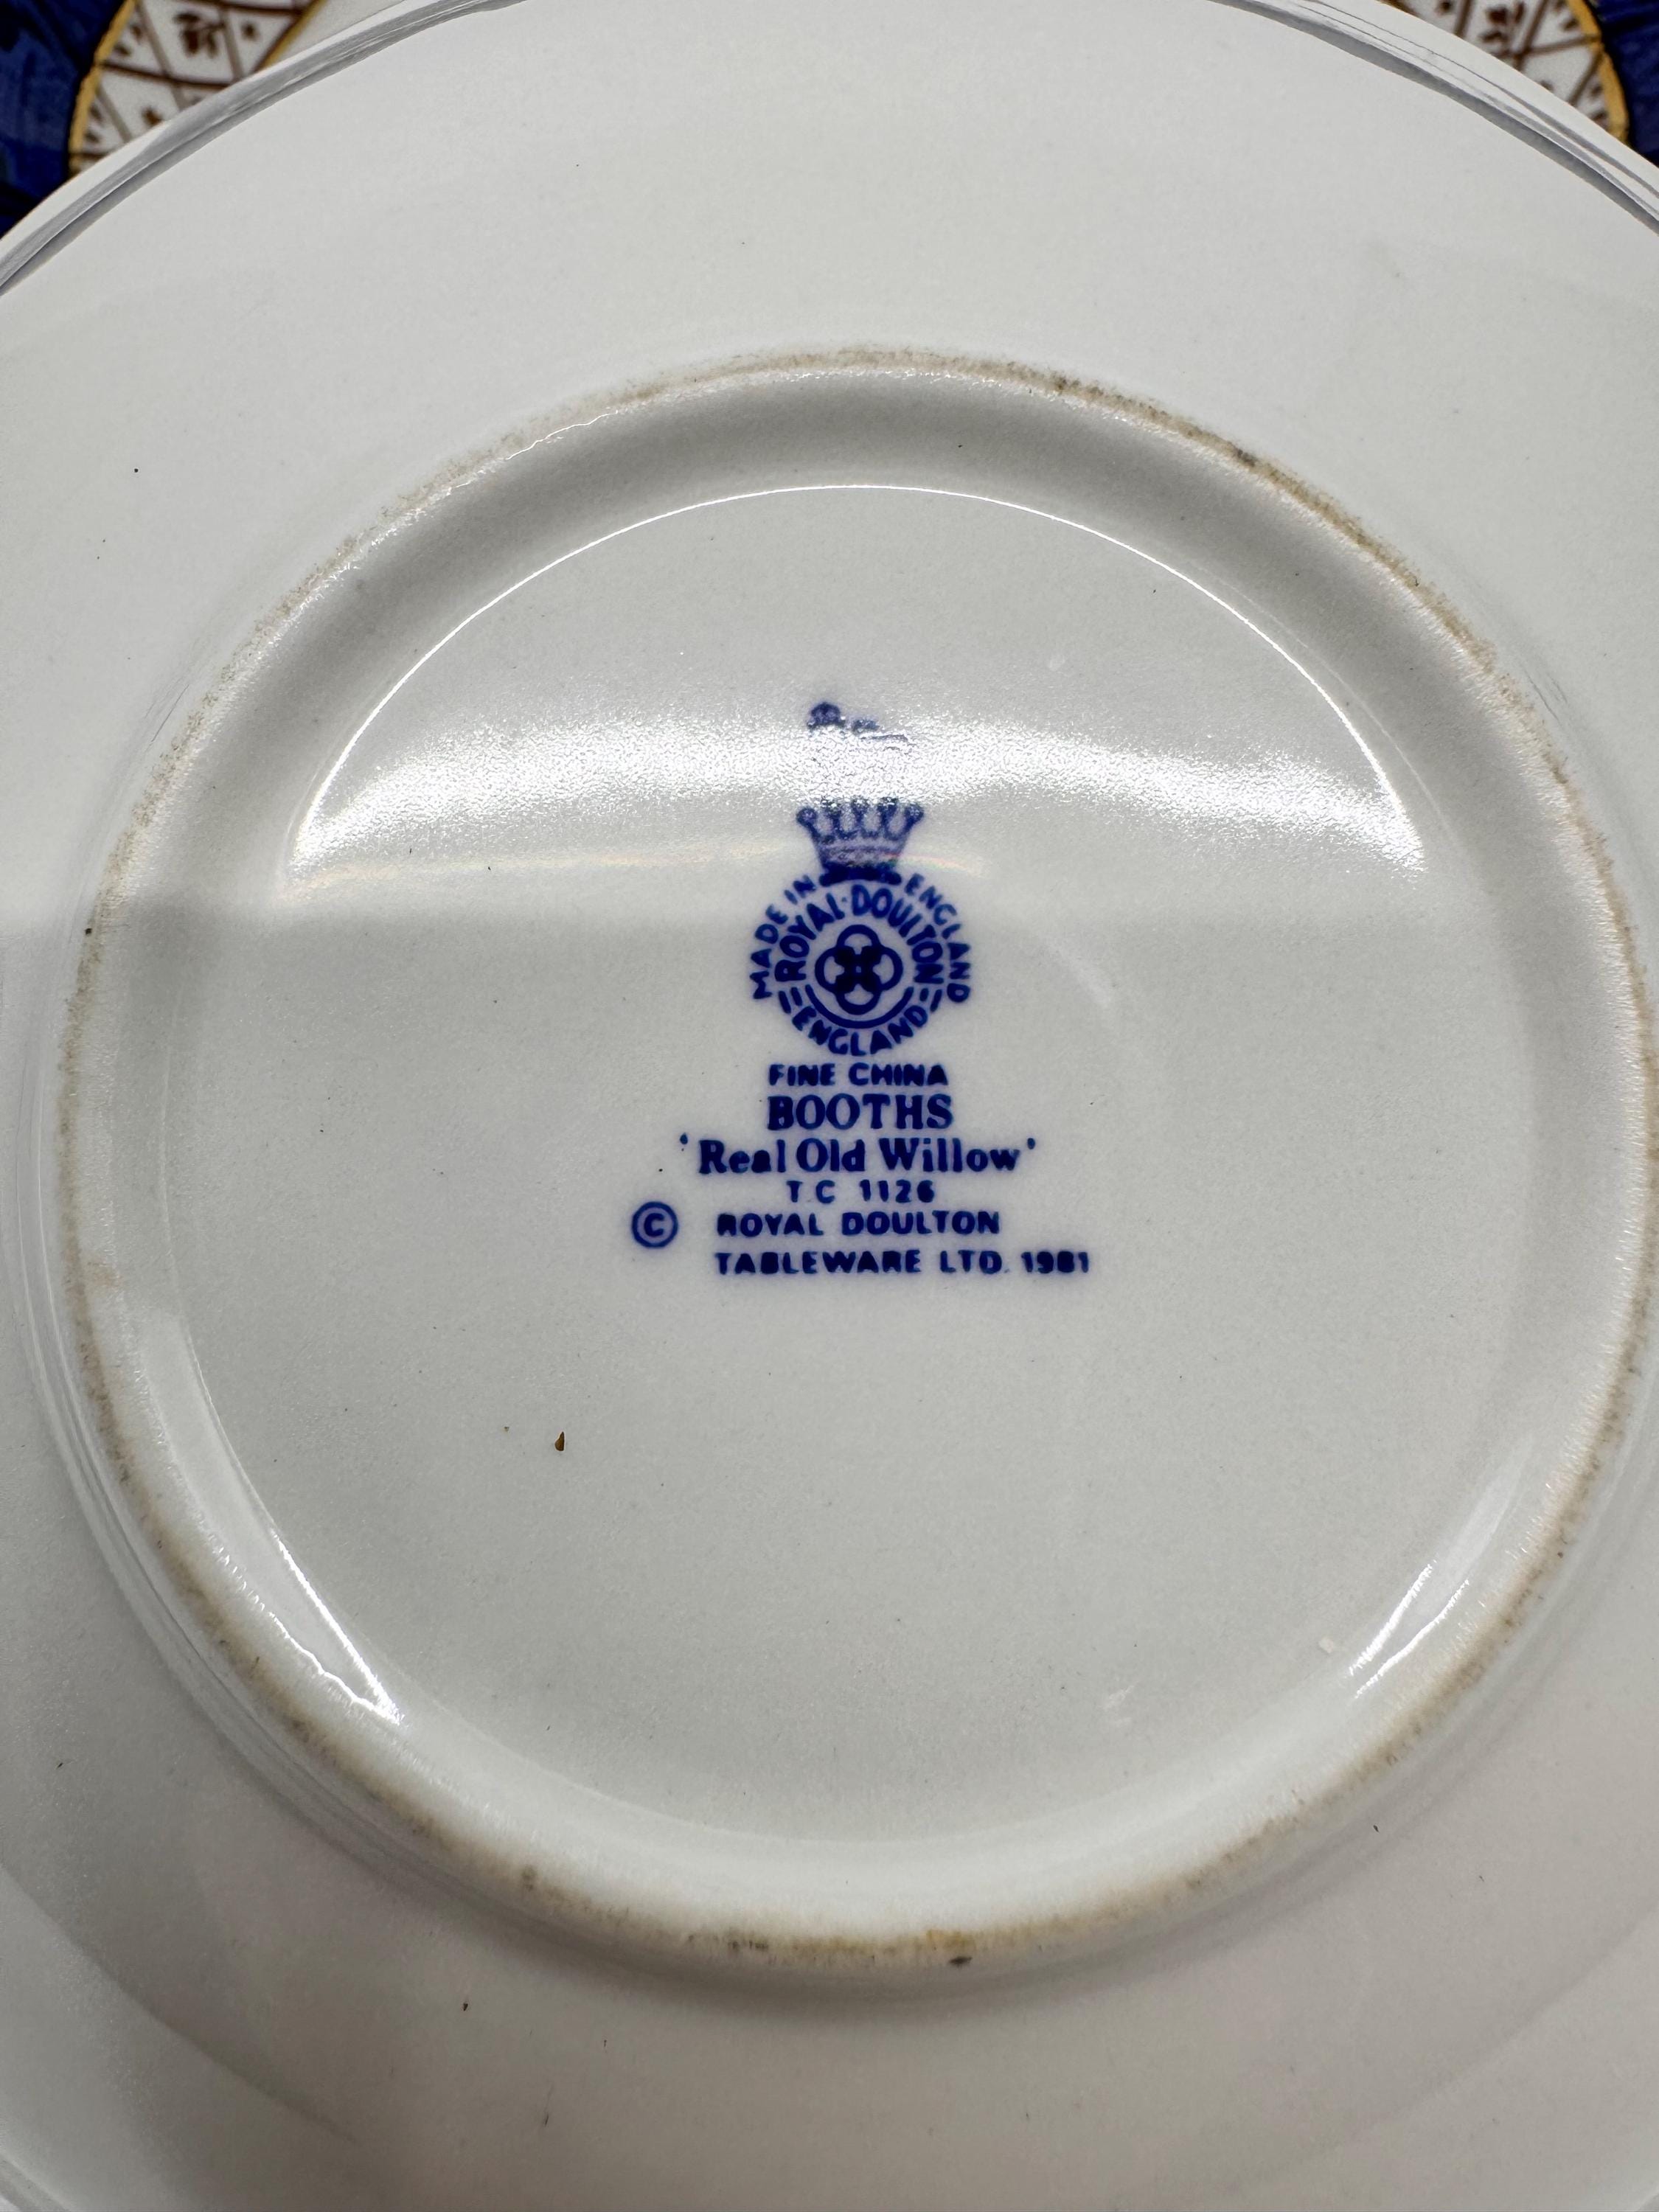 MADE IN ENGLAND
ROYAL·DOULTON
ENGLAND
FINE CHINA
BOOTHS
'Real Old Willow'
T.C 1126
© ROYAL DOULTON
TABLEWARE LTD. 1981